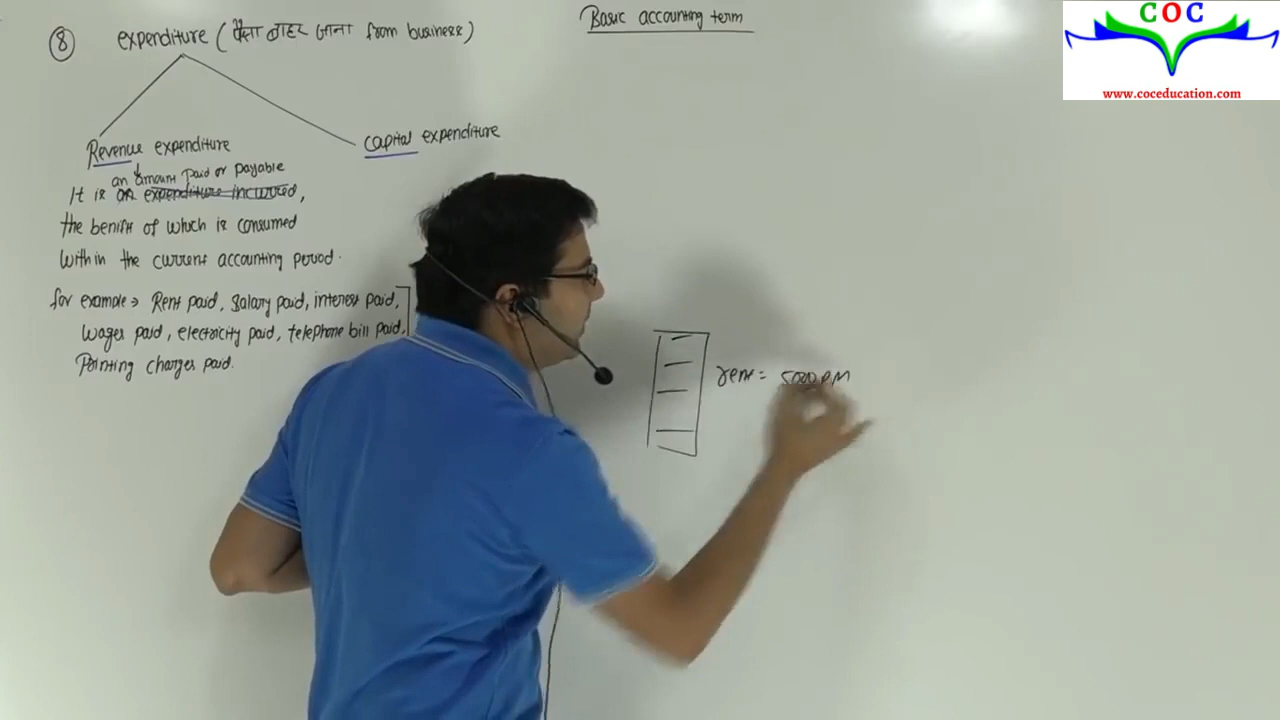 Basic accounting term
COC
www.coceducation.com
8 expenditure (पैसा बाहर जाना from business)
Revenue expenditure
capital expenditure
an amount paid or payable
It is an expenditure incurred,
the benift of which is consumed
within the current accounting period.
for example → Rent paid, salary paid, interest paid,
wages paid, electricity paid, telephone bill paid,
Painting charges paid.
rent = 5000 PM